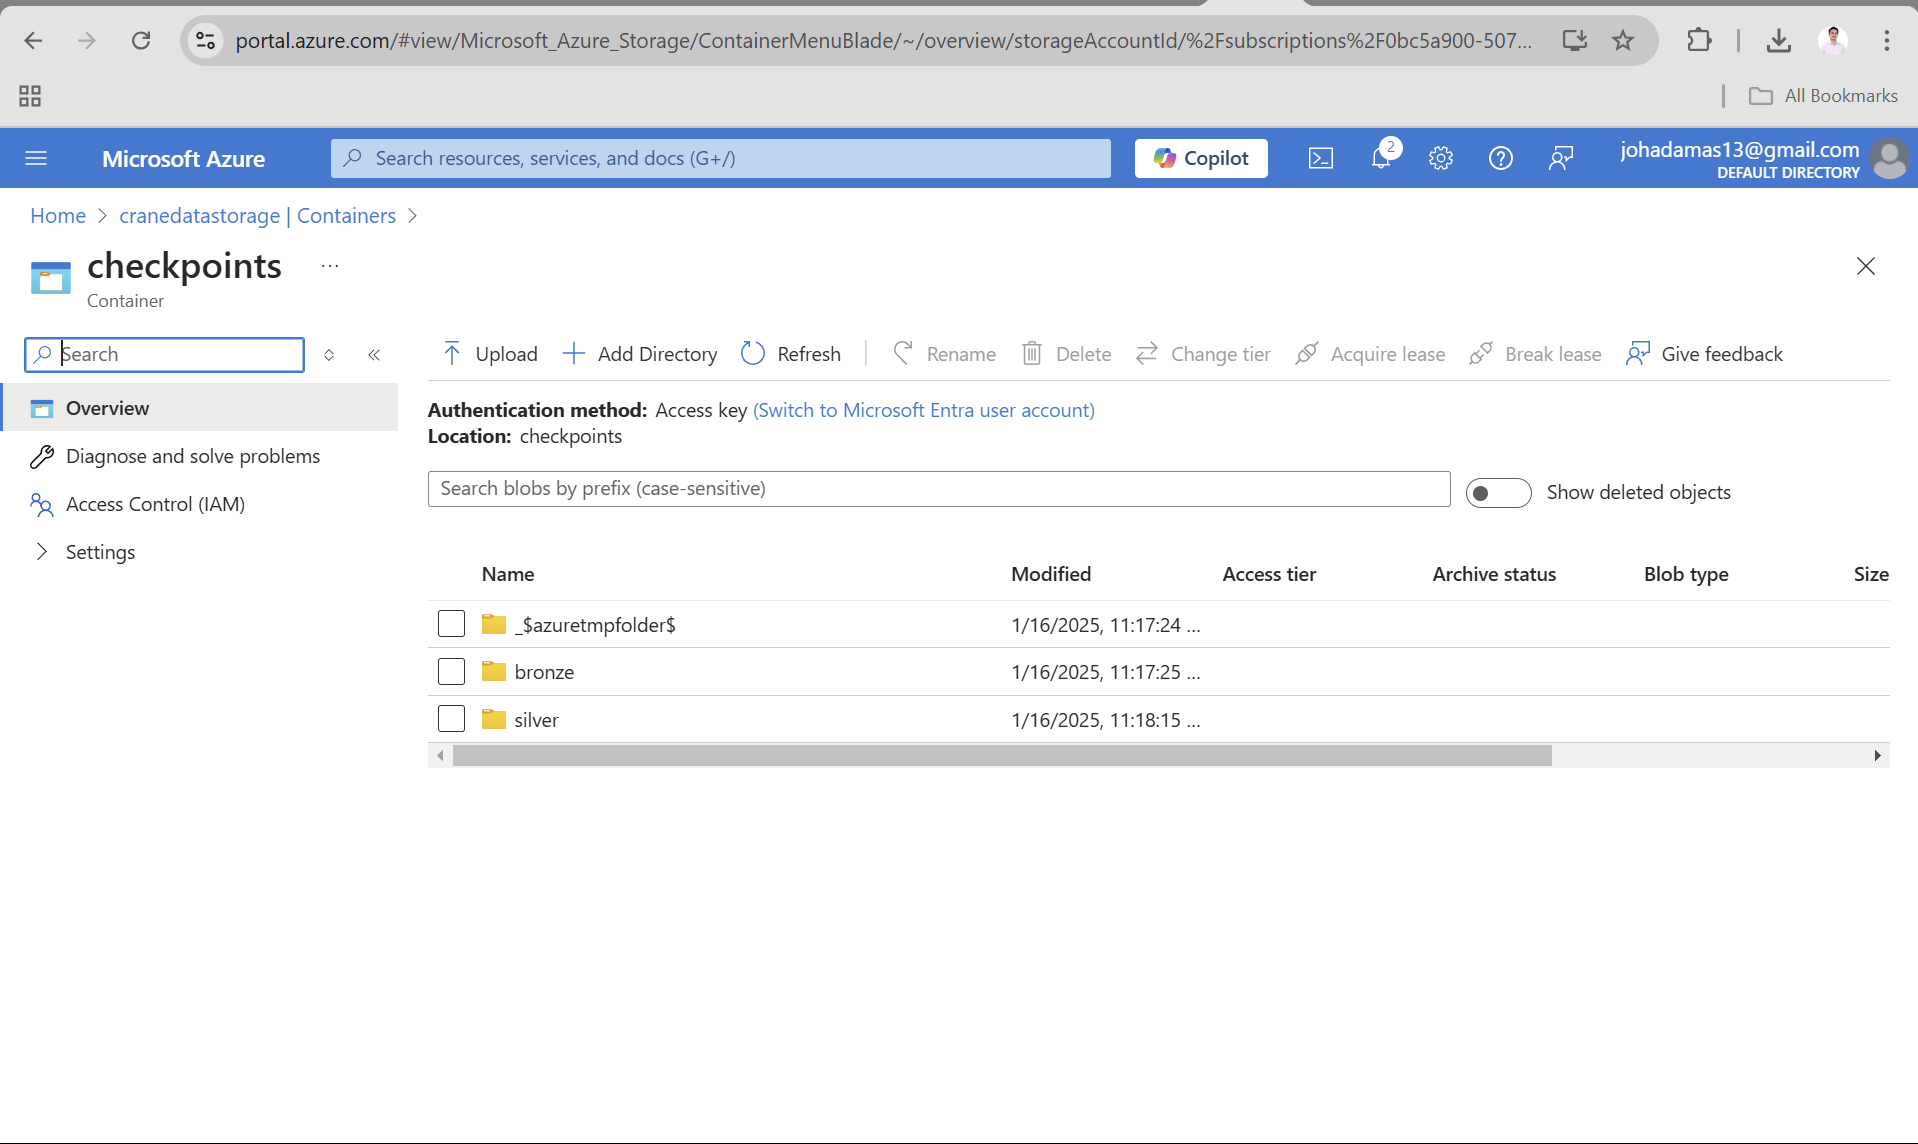 portal.azure.com/#view/Microsoft_Azure_Storage/ContainerMenuBlade/~/overview/storageAccountId/%2Fsubscriptions%2F0bc5a900-507...
All Bookmarks
Microsoft Azure
Search resources, services, and docs (G+/)
Copilot
2
johadamas13@gmail.com
DEFAULT DIRECTORY
Home > cranedatastorage | Containers >
checkpoints ...
Container
Search
Overview
Diagnose and solve problems
Access Control (IAM)
Settings
Upload Add Directory Refresh Rename Delete Change tier Acquire lease Break lease Give feedback
Authentication method: Access key (Switch to Microsoft Entra user account)
Location: checkpoints
Search blobs by prefix (case-sensitive)
Show deleted objects
Name Modified Access tier Archive status Blob type Size
_$azuretmpfolder$ 1/16/2025, 11:17:24 ...
bronze 1/16/2025, 11:17:25 ...
silver 1/16/2025, 11:18:15 ...